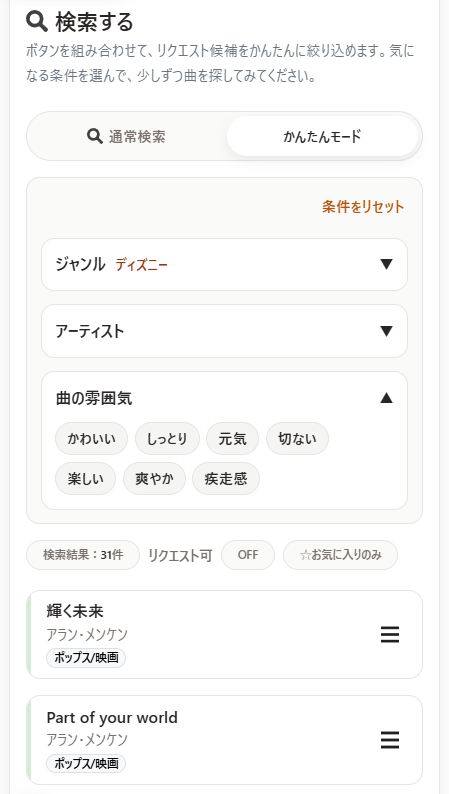 検索する
ボタンを組み合わせて、リクエスト候補をかんたんに絞り込めます。気に
なる条件を選んで、少しずつ曲を探してみてください。
通常検索 かんたんモード
条件をリセット
ジャンル ディズニー ▼
アーティスト ▼
曲の雰囲気 ▲
かわいい しっとり 元気 切ない
楽しい 爽やか 疾走感
検索結果：31件 リクエスト可 OFF ☆お気に入りのみ
輝く未来
アラン・メンケン
ポップス/映画
Part of your world
アラン・メンケン
ポップス/映画